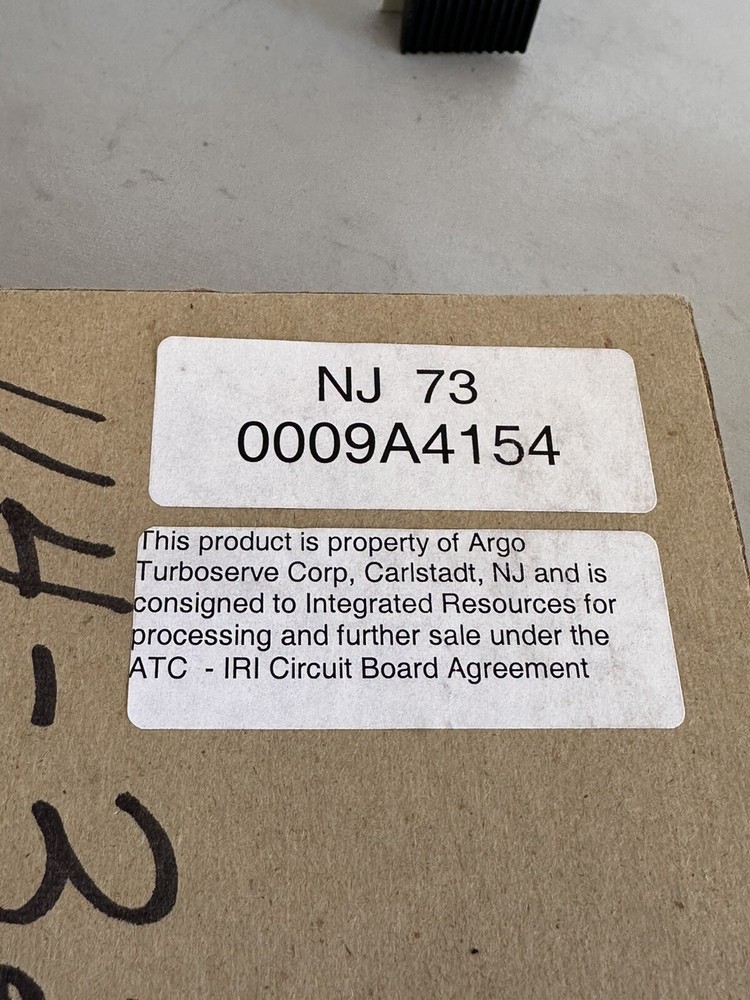 NJ 73
0009A4154
This product is property of Argo
Turboserve Corp, Carlstadt, NJ and is
consigned to Integrated Resources for
processing and further sale under the
ATC - IRI Circuit Board Agreement